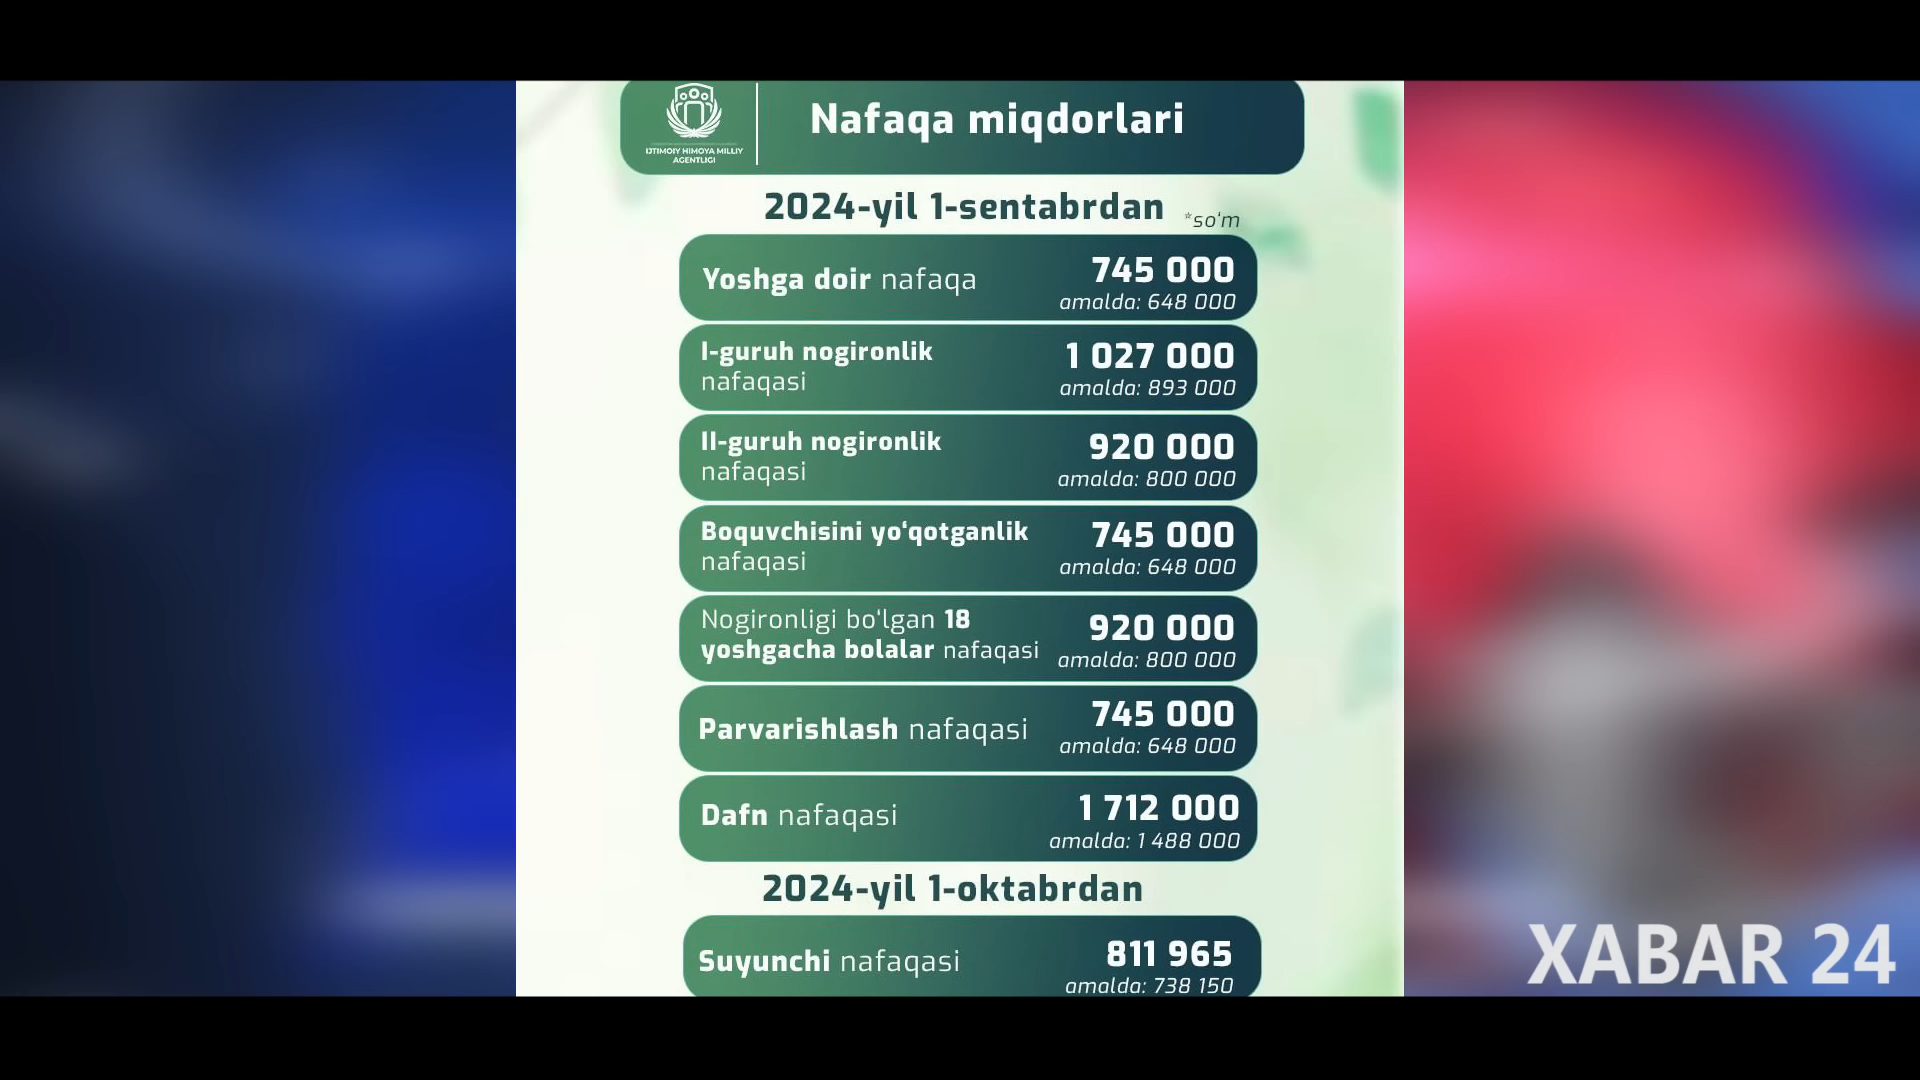 IJTIMOIY HIMOYA MILLIY
AGENTLIGI
Nafaqa miqdorlari
2024-yil 1-sentabrdan
*so‘m
Yoshga doir nafaqa
745 000
amalda: 648 000
I-guruh nogironlik
nafaqasi
1 027 000
amalda: 893 000
II-guruh nogironlik
nafaqasi
920 000
amalda: 800 000
Boquvchisini yo‘qotganlik
nafaqasi
745 000
amalda: 648 000
Nogironligi bo‘lgan 18
yoshgacha bolalar nafaqasi
920 000
amalda: 800 000
Parvarishlash nafaqasi
745 000
amalda: 648 000
Dafn nafaqasi
1 712 000
amalda: 1 488 000
2024-yil 1-oktabrdan
Suyunchi nafaqasi
811 965
amalda: 738 150
XABAR 24